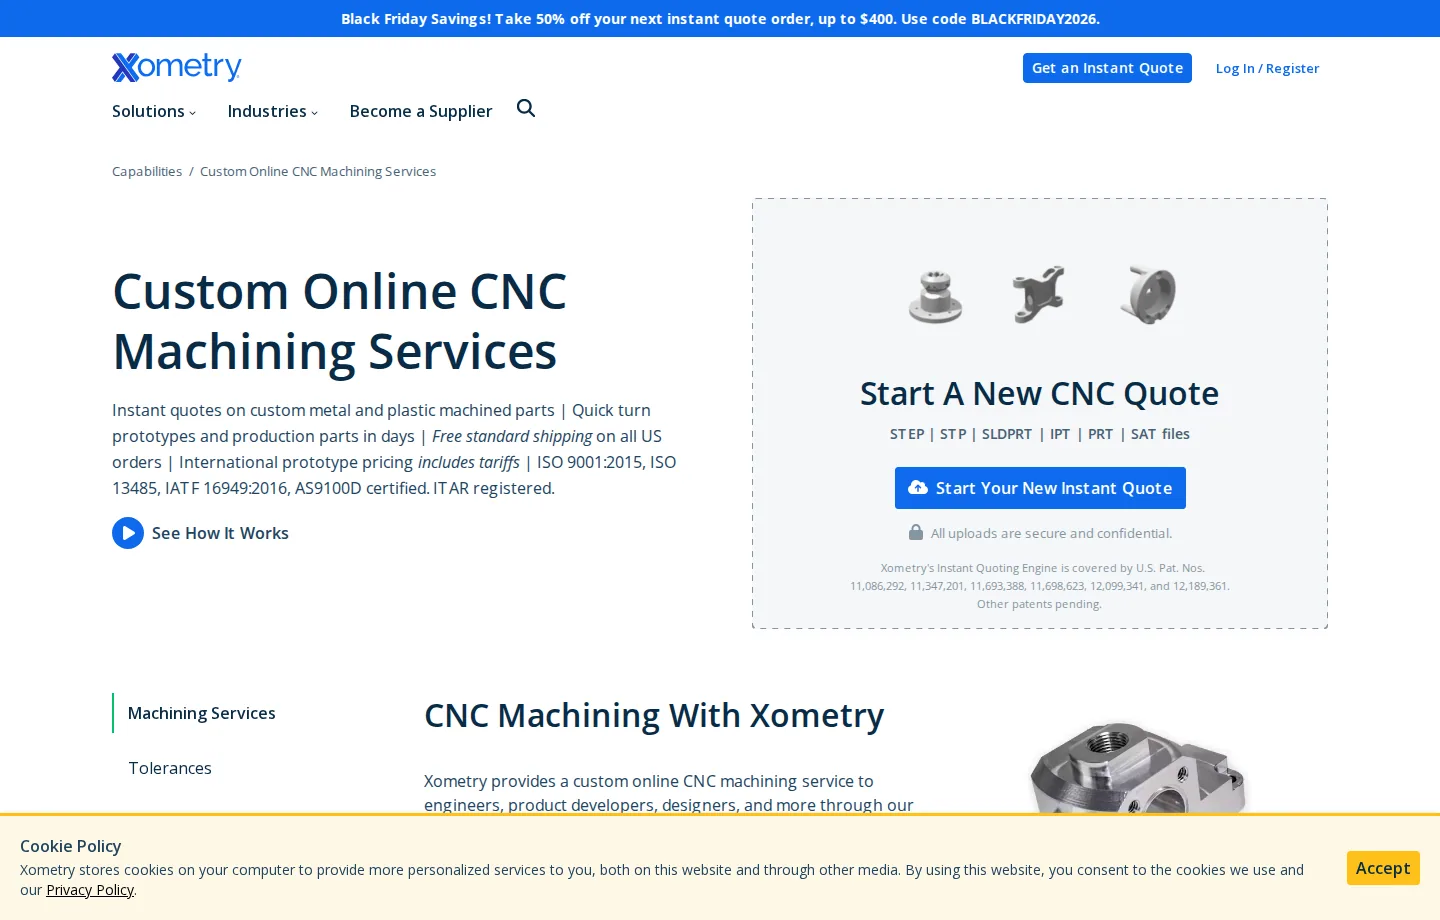 Black Friday Savings! Take 50% off your next instant quote order, up to $400. Use code BLACKFRIDAY2026.
Xometry
Get an Instant Quote
Log In / Register
Solutions
Industries
Become a Supplier
Capabilities / Custom Online CNC Machining Services
Custom Online CNC
Machining Services
Instant quotes on custom metal and plastic machined parts | Quick turn
prototypes and production parts in days | Free standard shipping on all US
orders | International prototype pricing includes tariffs | ISO 9001:2015, ISO
13485, IATF 16949:2016, AS9100D certified. ITAR registered.
See How It Works
Start A New CNC Quote
STEP | STP | SLDPRT | IPT | PRT | SAT files
Start Your New Instant Quote
All uploads are secure and confidential.
Xometry's Instant Quoting Engine is covered by U.S. Pat. Nos.
11,086,292, 11,347,201, 11,693,388, 11,698,623, 12,099,341, and 12,189,361.
Other patents pending.
Machining Services
Tolerances
CNC Machining With Xometry
Xometry provides a custom online CNC machining service to
engineers, product developers, designers, and more through our
Cookie Policy
Xometry stores cookies on your computer to provide more personalized services to you, both on this website and through other media. By using this website, you consent to the cookies we use and
our Privacy Policy.
Accept